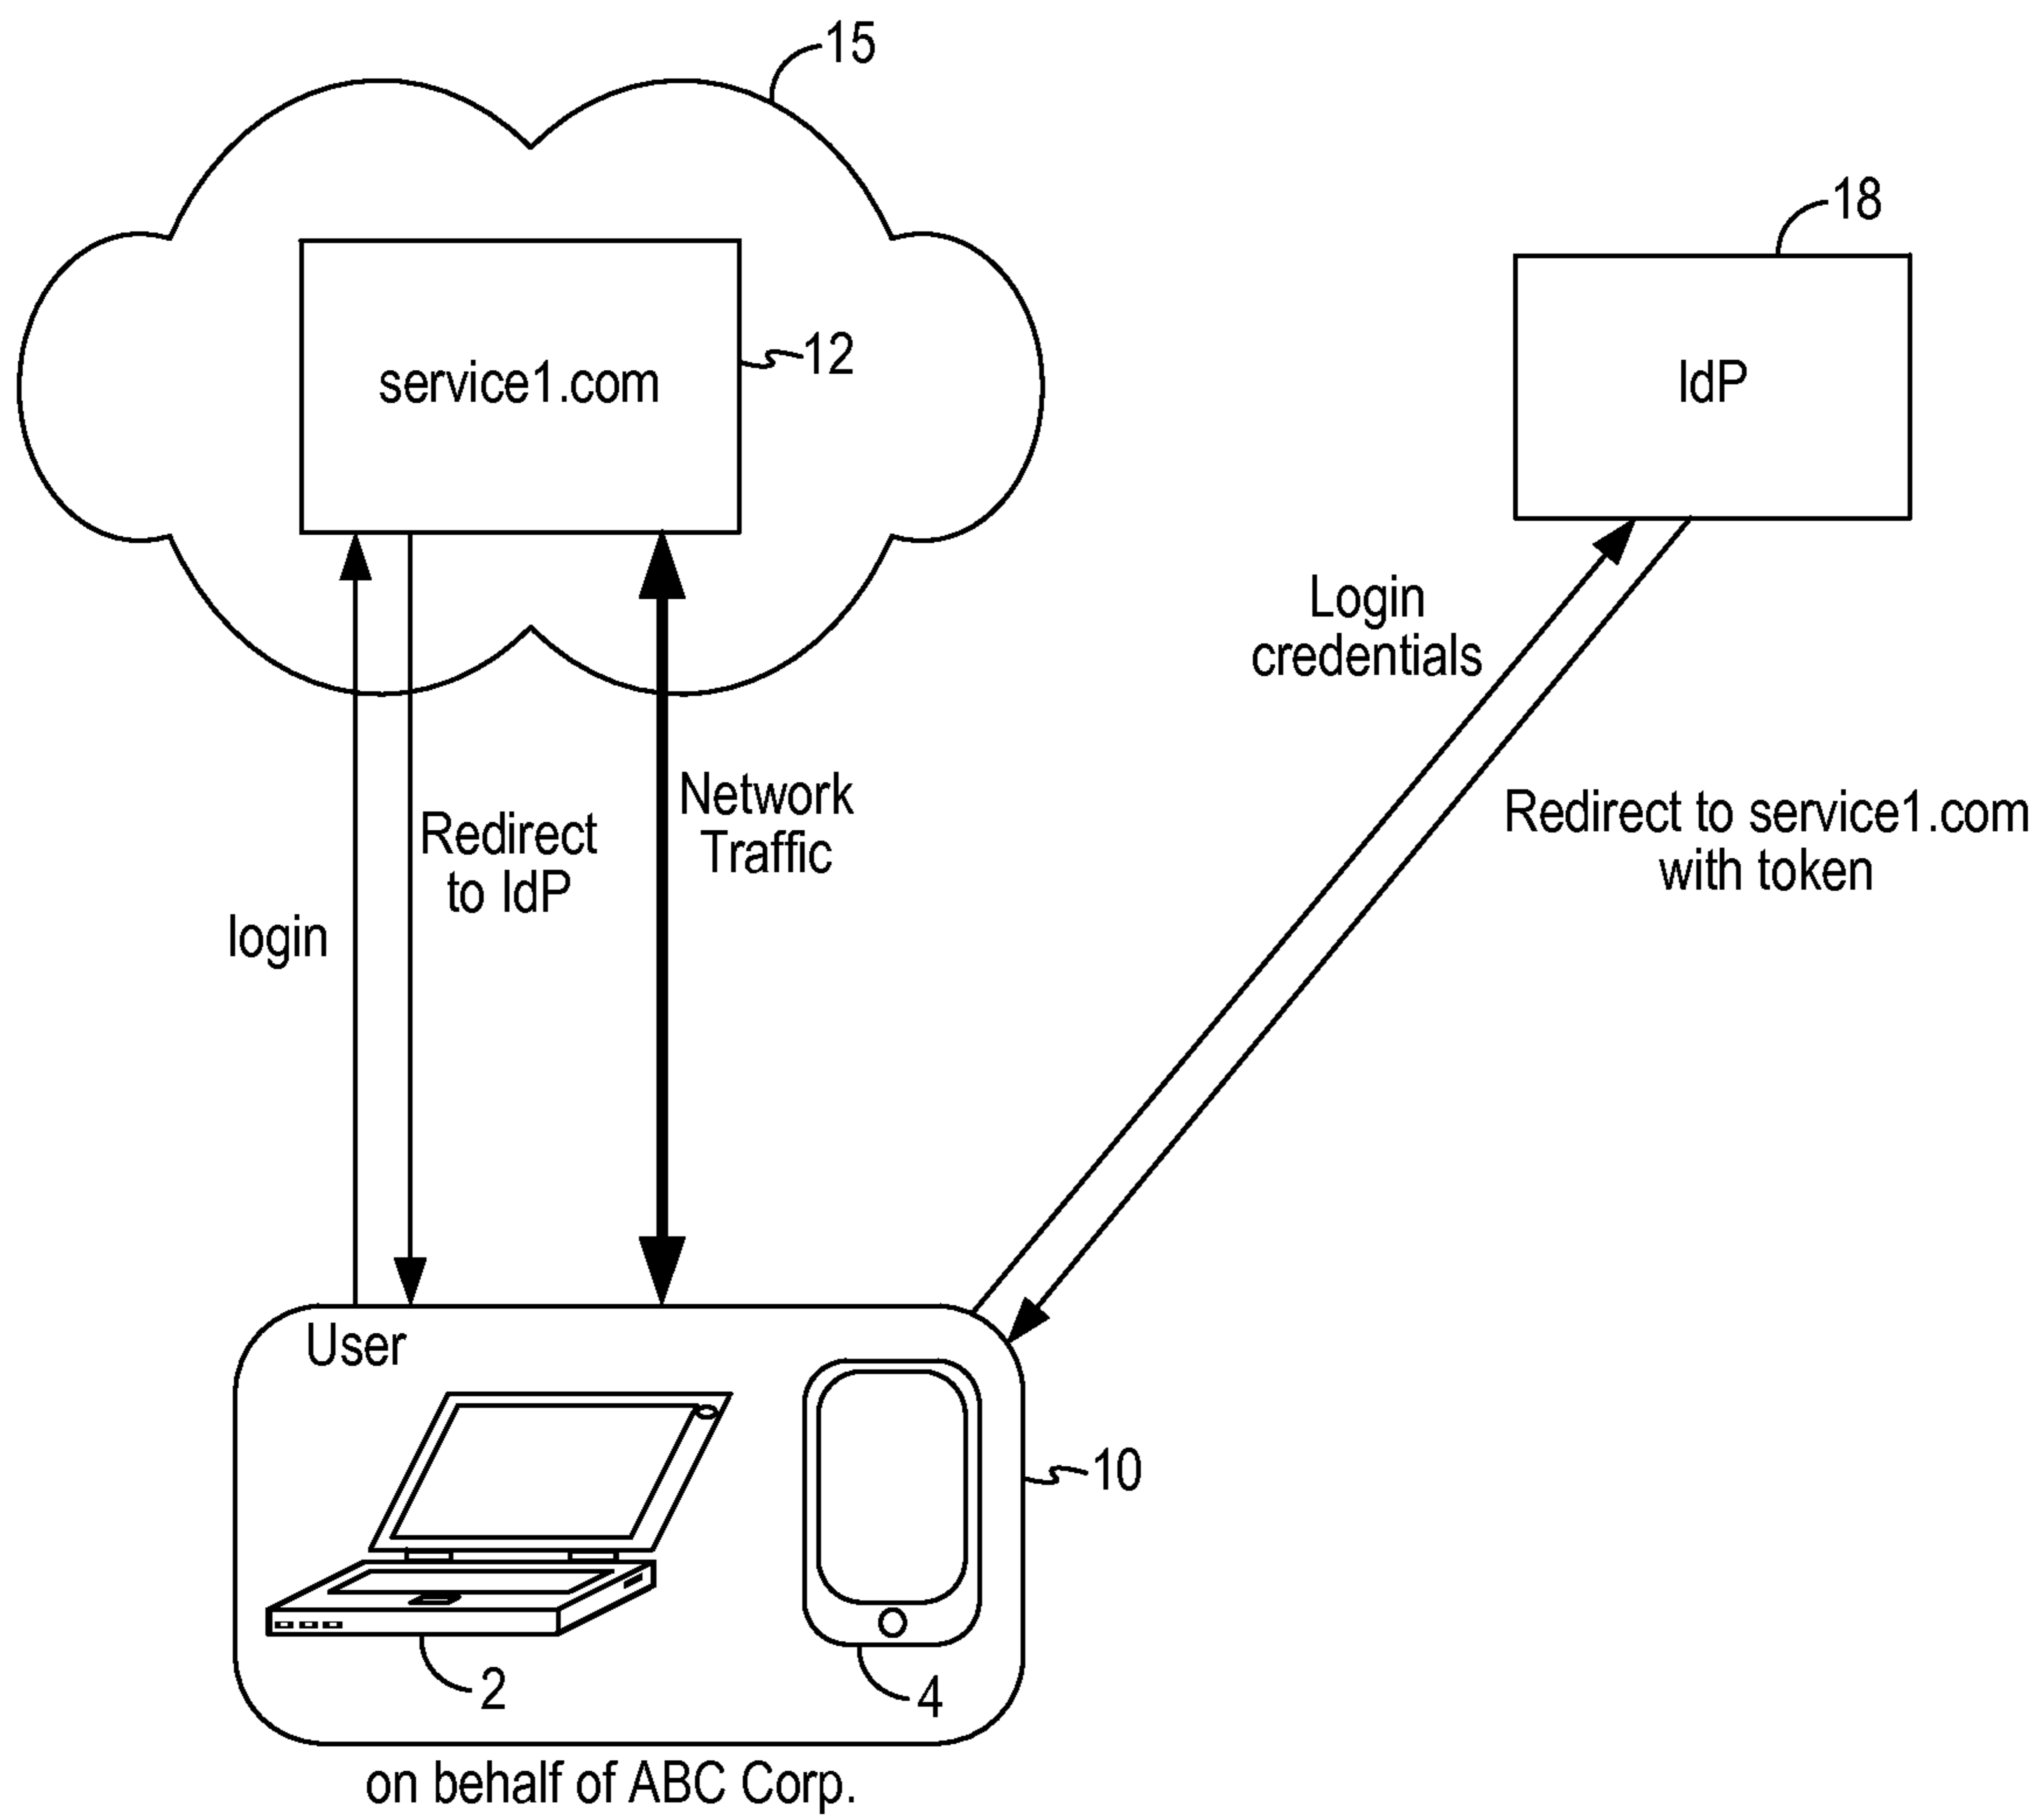 15
18
service1.com
12
IdP
Login
credentials
Network
Traffic
Redirect
to IdP
Redirect to service1.com
with token
login
User
10
2
4
on behalf of ABC Corp.